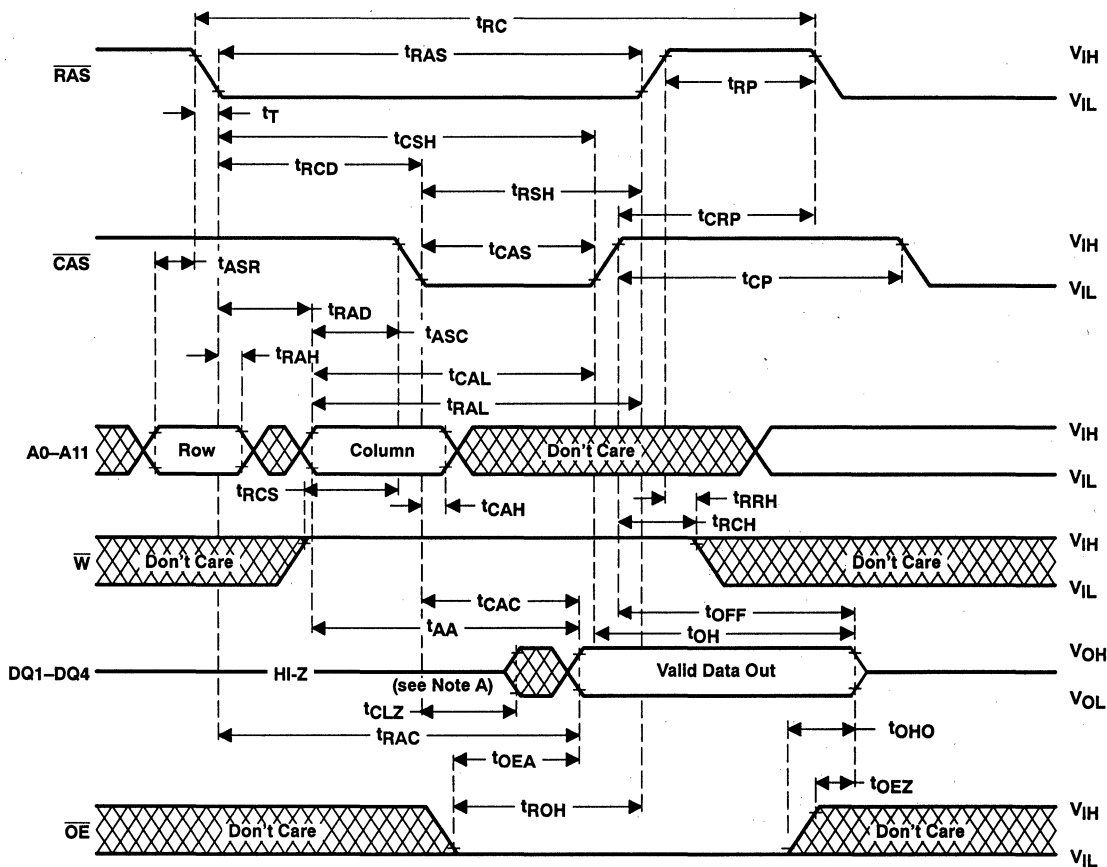 tRC
RAS
tRAS
VIH
tRP
tT
VIL
tCSH
tRCD
tRSH
tCRP
CAS
tASR
tCAS
VIH
tCP
VIL
tRAD
tASC
tRAH
tCAL
tRAL
A0–A11
Row
Column
Don't Care
VIH
VIL
tRCS
tCAH
tRRH
tRCH
W
Don't Care
Don't Care
VIH
VIL
tCAC
tOFF
tAA
tOH
DQ1–DQ4
HI-Z
(see Note A)
Valid Data Out
VOH
VOL
tCLZ
tRAC
tOHO
tOEA
tOEZ
tROH
OE
Don't Care
Don't Care
VIH
VIL